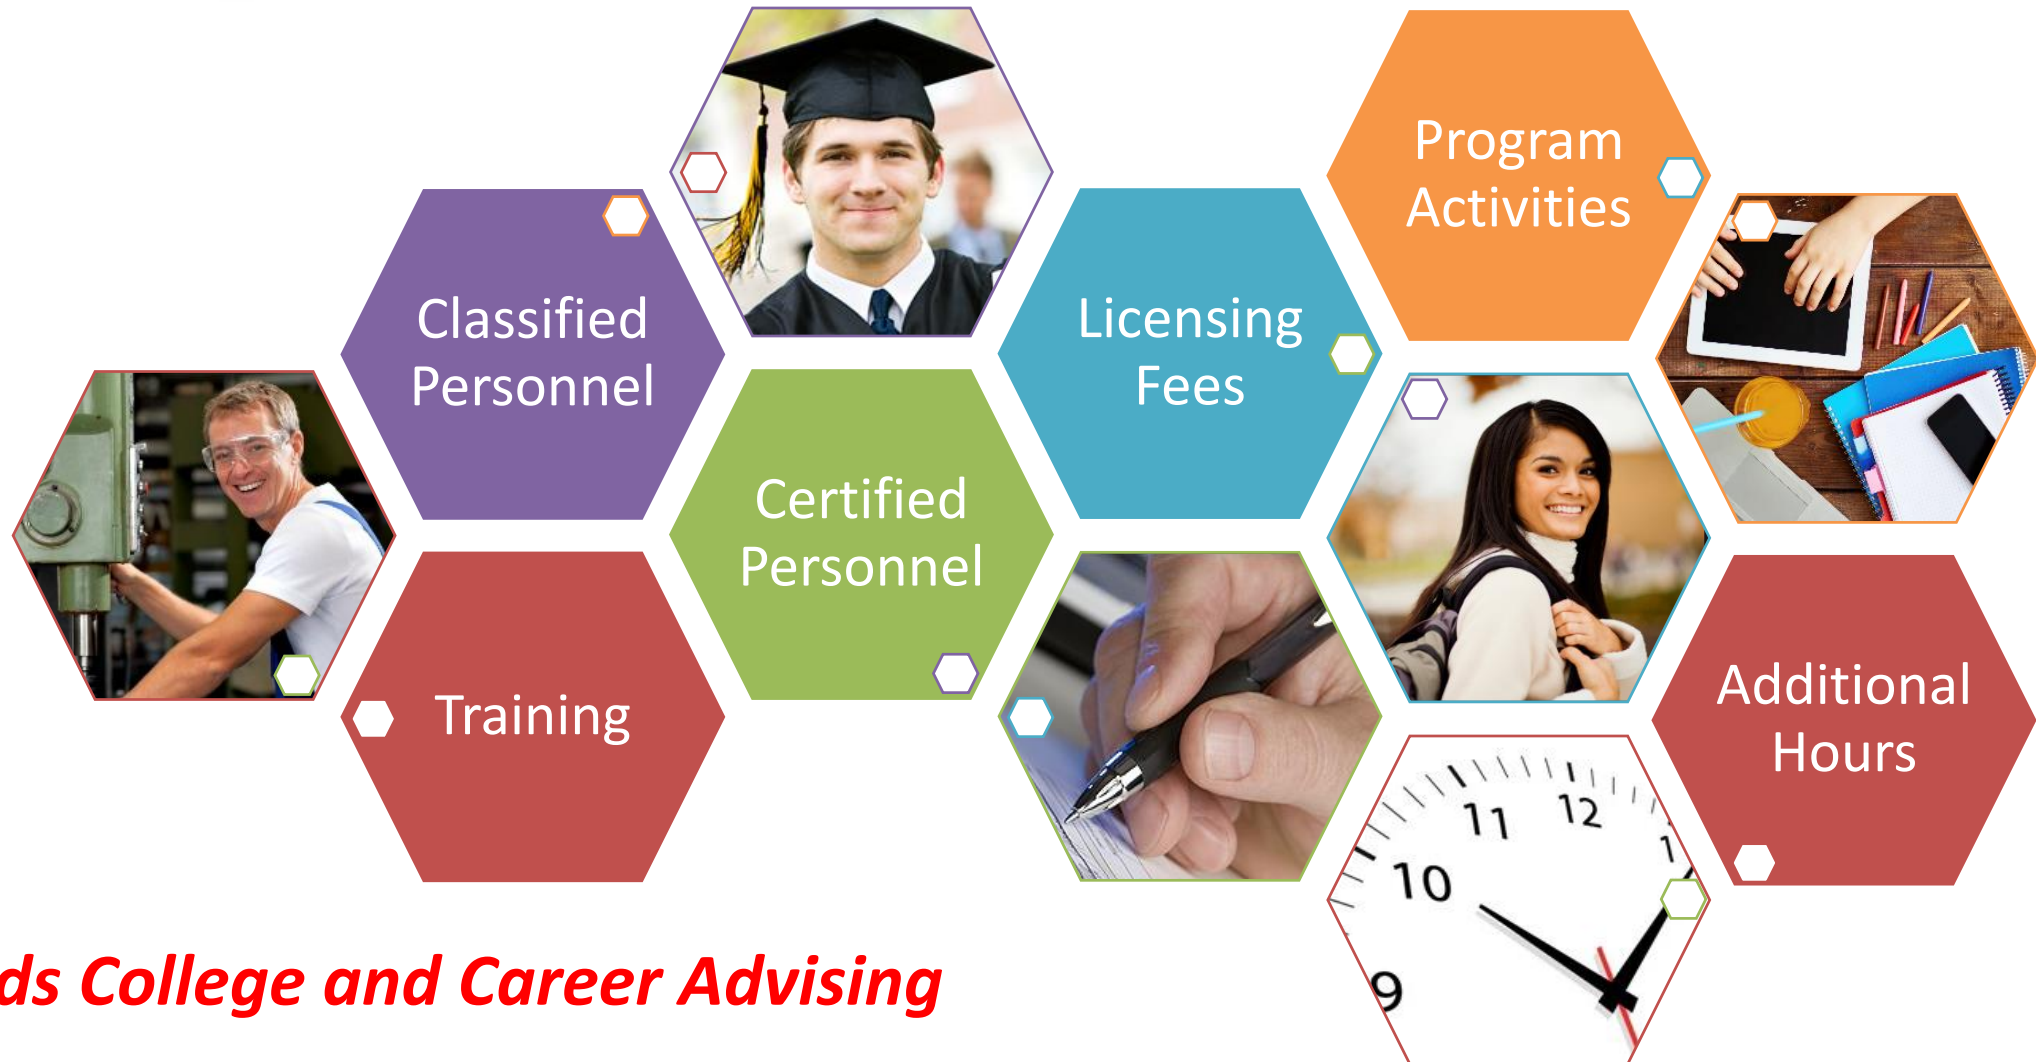 Program
Activities
Classified
Personnel
Licensing
Fees
Certified
Personnel
Training
Additional
Hours
11 12
1
10
9
ds College and Career Advising